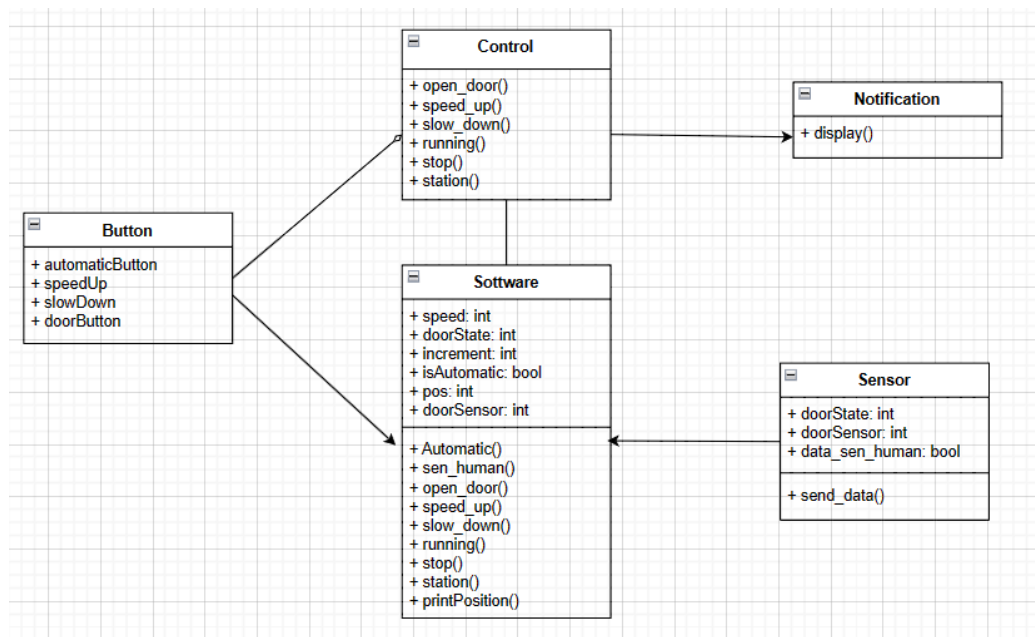 Control
+ open_door()
+ speed_up()
+ slow_down()
+ running()
+ stop()
+ station()
Notification
+ display()
Button
+ automaticButton
+ speedUp
+ slowDown
+ doorButton
Sottware
+ speed: int
+ doorState: int
+ increment: int
+ isAutomatic: bool
+ pos: int
+ doorSensor: int
+ Automatic()
+ sen_human()
+ open_door()
+ speed_up()
+ slow_down()
+ running()
+ stop()
+ station()
+ printPosition()
Sensor
+ doorState: int
+ doorSensor: int
+ data_sen_human: bool
+ send_data()